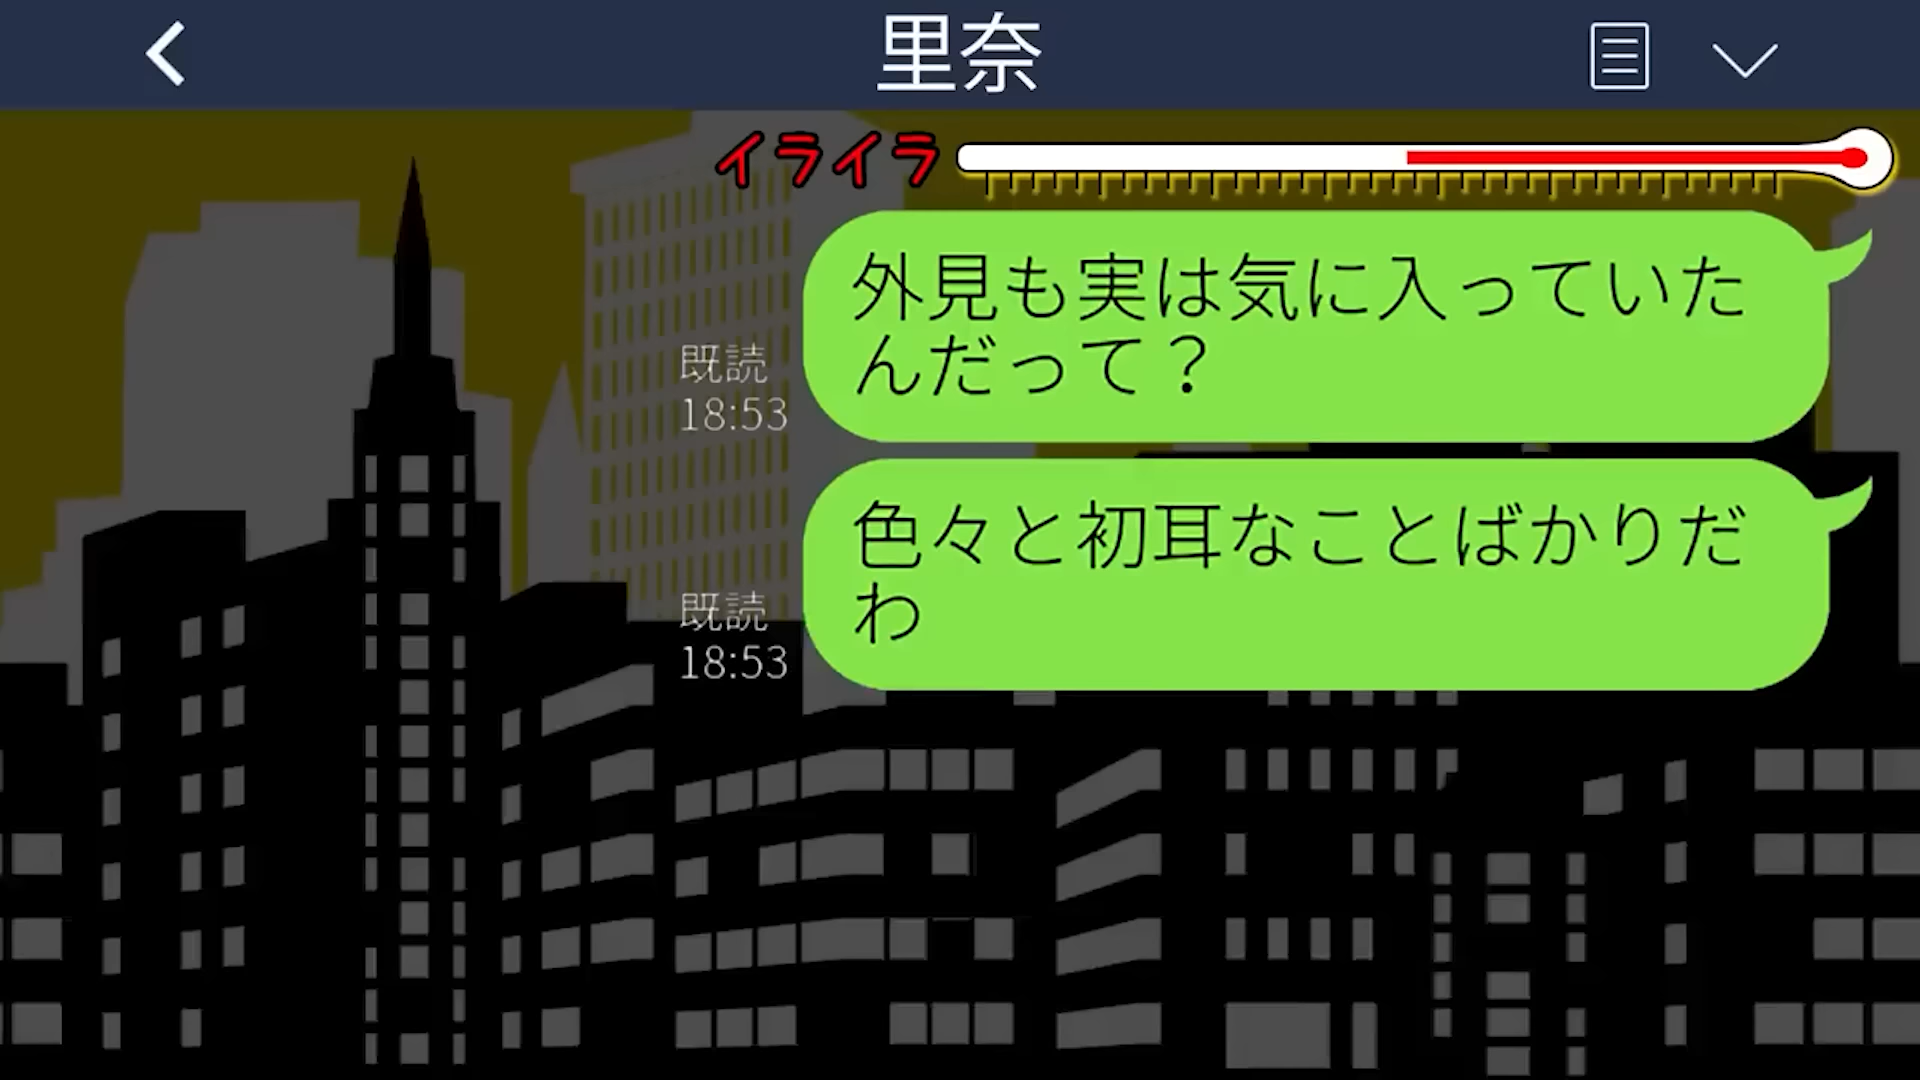 里奈
イライラ
外見も実は気に入っていた
んだって？
既読
18:53
色々と初耳なことばかりだ
わ
既読
18:53